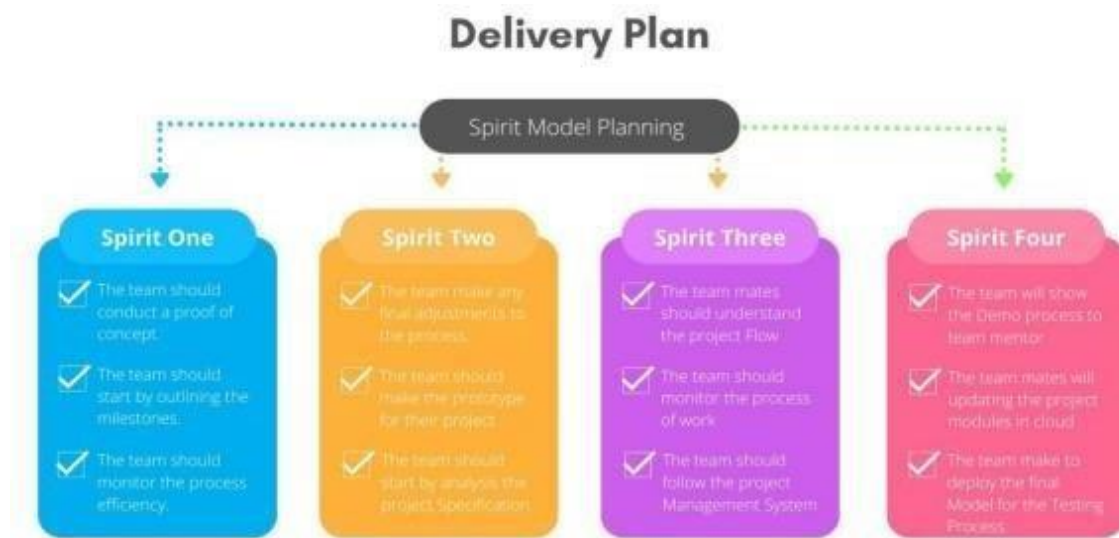 Delivery Plan
Spirit Model Planning
Spirit One
The team should
conduct a proof of
concept.
The team should
start by outlining the
milestones.
The team should
monitor the process
efficiency.
Spirit Two
The team make any
final adjustments to
the process.
The team should
make the prototype
for their project
The team should
start by analysis the
project Specification
Spirit Three
The team mates
should understand
the project Flow
The team should
monitor the process
of work
The team should
follow the project
Management System
Spirit Four
The team will show
the Demo process to
team mentor
The team mates will
updating the project
modules in cloud
The team make to
deploy the final
Model for the Testing
Process